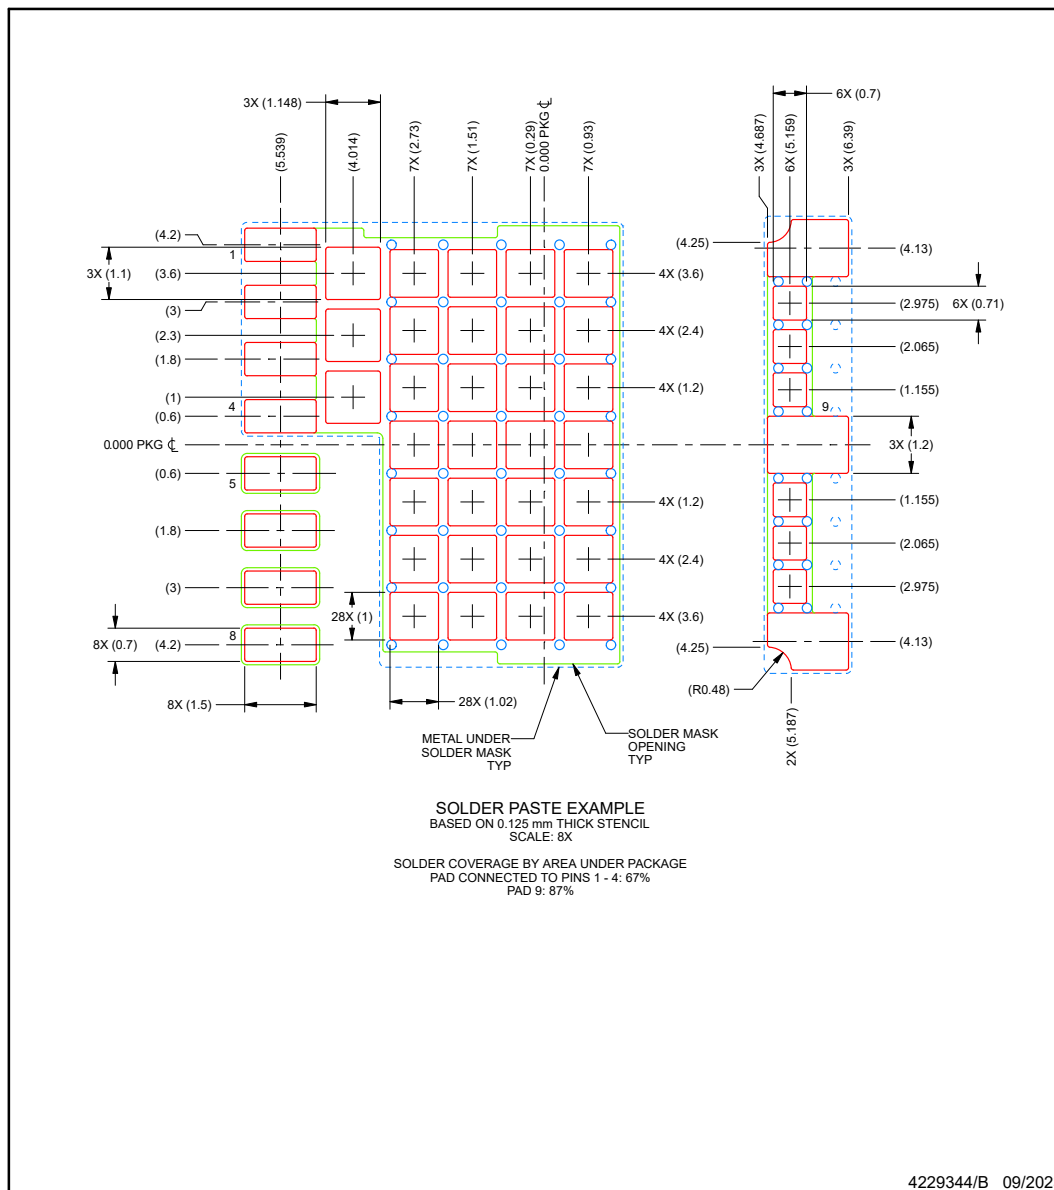 3X (1.148)
(5.539)
(4.014)
7X (2.73)
7X (1.51)
7X (0.29)
0.000 PKG ℄
7X (0.93)
6X (0.7)
3X (4.687)
6X (5.159)
3X (6.39)
(4.2)
1
3X (1.1)
(3.6)
(3)
(2.3)
(1.8)
(1)
4
(0.6)
0.000 PKG ℄
(0.6)
5
(1.8)
(3)
8
8X (0.7)
(4.2)
8X (1.5)
4X (3.6)
4X (2.4)
4X (1.2)
4X (1.2)
4X (2.4)
28X (1)
4X (3.6)
28X (1.02)
(4.25)
(4.13)
(2.975)
6X (0.71)
(2.065)
(1.155)
9
3X (1.2)
(1.155)
(2.065)
(2.975)
(4.25)
(4.13)
(R0.48)
2X (5.187)
METAL UNDER
SOLDER MASK
TYP
SOLDER MASK
OPENING
TYP
SOLDER PASTE EXAMPLE
BASED ON 0.125 mm THICK STENCIL
SCALE: 8X
SOLDER COVERAGE BY AREA UNDER PACKAGE
PAD CONNECTED TO PINS 1 - 4: 67%
PAD 9: 87%
4229344/B 09/202